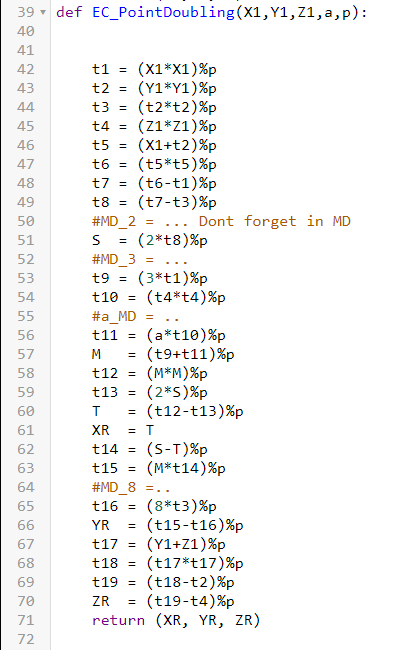 39 def EC_PointDoubling(X1,Y1,Z1,a,p):
40
41
42 t1 = (X1*X1)%p
43 t2 = (Y1*Y1)%p
44 t3 = (t2*t2)%p
45 t4 = (Z1*Z1)%p
46 t5 = (X1+t2)%p
47 t6 = (t5*t5)%p
48 t7 = (t6-t1)%p
49 t8 = (t7-t3)%p
50 #MD_2 = ... Dont forget in MD
51 S = (2*t8)%p
52 #MD_3 = ...
53 t9 = (3*t1)%p
54 t10 = (t4*t4)%p
55 #a_MD = ..
56 t11 = (a*t10)%p
57 M = (t9+t11)%p
58 t12 = (M*M)%p
59 t13 = (2*S)%p
60 T = (t12-t13)%p
61 XR = T
62 t14 = (S-T)%p
63 t15 = (M*t14)%p
64 #MD_8 =..
65 t16 = (8*t3)%p
66 YR = (t15-t16)%p
67 t17 = (Y1+Z1)%p
68 t18 = (t17*t17)%p
69 t19 = (t18-t2)%p
70 ZR = (t19-t4)%p
71 return (XR, YR, ZR)
72